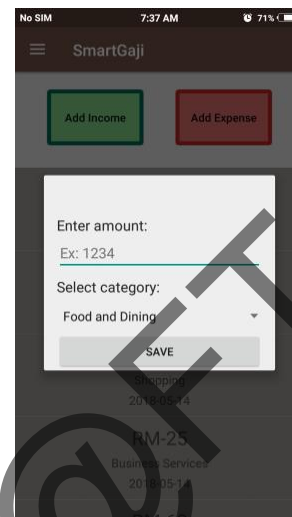 No SIM 7:37 AM 71%
SmartGaji
Add Income Add Expense
Enter amount:
Ex: 1234
Select category:
Food and Dining
SAVE
Shopping
2018-05-14
RM-25
Business Services
2018-05-14